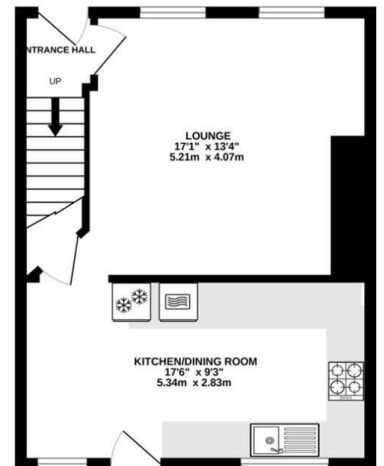 NTRANCE HALL
UP
LOUNGE
17'1" x 13'4"
5.21m x 4.07m
KITCHEN/DINING ROOM
17'6" x 9'3"
5.34m x 2.83m